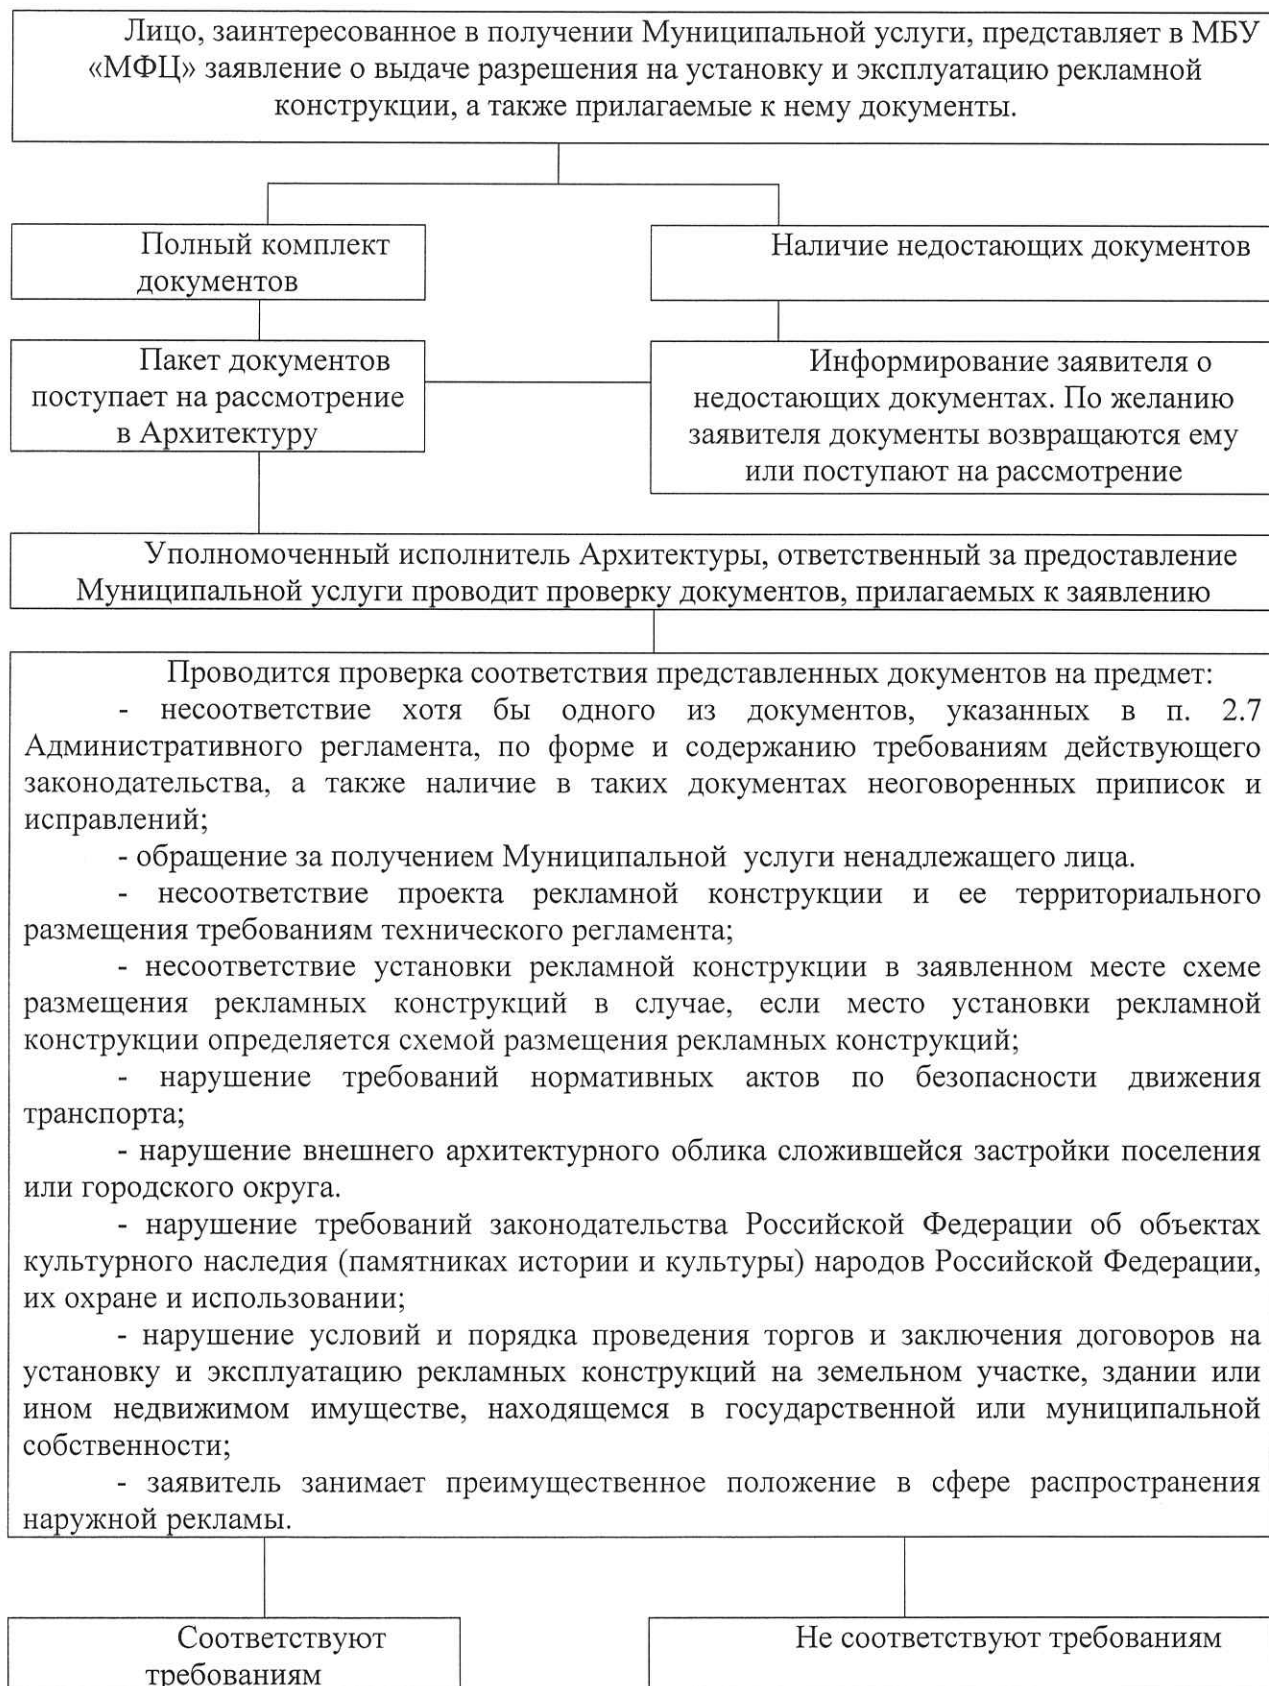 Лицо, заинтересованное в получении Муниципальной услуги, представляет в МБУ
«МФЦ» заявление о выдаче разрешения на установку и эксплуатацию рекламной
конструкции, а также прилагаемые к нему документы.
Полный комплект
документов
Наличие недостающих документов
Пакет документов
поступает на рассмотрение
в Архитектуру
Информирование заявителя о
недостающих документах. По желанию
заявителя документы возвращаются ему
или поступают на рассмотрение
Уполномоченный исполнитель Архитектуры, ответственный за предоставление
Муниципальной услуги проводит проверку документов, прилагаемых к заявлению
Проводится проверка соответствия представленных документов на предмет:
- несоответствие хотя бы одного из документов, указанных в п. 2.7
Административного регламента, по форме и содержанию требованиям действующего
законодательства, а также наличие в таких документах неоговоренных приписок и
исправлений;
- обращение за получением Муниципальной услуги ненадлежащего лица.
- несоответствие проекта рекламной конструкции и ее территориального
размещения требованиям технического регламента;
- несоответствие установки рекламной конструкции в заявленном месте схеме
размещения рекламных конструкций в случае, если место установки рекламной
конструкции определяется схемой размещения рекламных конструкций;
- нарушение требований нормативных актов по безопасности движения
транспорта;
- нарушение внешнего архитектурного облика сложившейся застройки поселения
или городского округа.
- нарушение требований законодательства Российской Федерации об объектах
культурного наследия (памятниках истории и культуры) народов Российской Федерации,
их охране и использовании;
- нарушение условий и порядка проведения торгов и заключения договоров на
установку и эксплуатацию рекламных конструкций на земельном участке, здании или
ином недвижимом имуществе, находящемся в государственной или муниципальной
собственности;
- заявитель занимает преимущественное положение в сфере распространения
наружной рекламы.
Соответствуют
требованиям
Не соответствуют требованиям